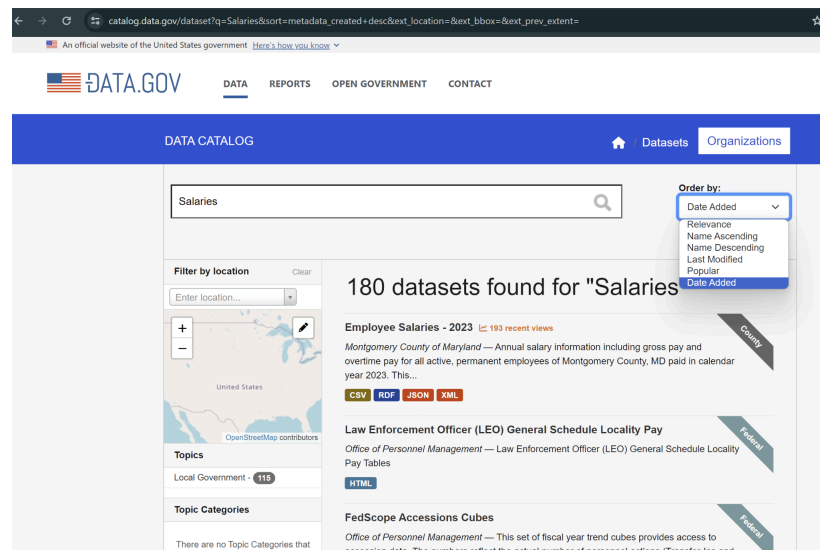 catalog.data.gov/dataset?q=Salaries&sort=metadata_created+desc&ext_location=&ext_bbox=&ext_prev_extent=
An official website of the United States government Here's how you know
DATA.GOV
DATA REPORTS OPEN GOVERNMENT CONTACT
DATA CATALOG
/ Datasets Organizations
Order by:
Salaries
Date Added
Relevance
Name Ascending
Name Descending
Last Modified
Popular
Date Added
Filter by location Clear
Enter location...
+
−
United States
OpenStreetMap contributors
Topics
Local Government - 115
Topic Categories
There are no Topic Categories that
180 datasets found for "Salaries
Employee Salaries - 2023 193 recent views
County
Montgomery County of Maryland — Annual salary information including gross pay and
overtime pay for all active, permanent employees of Montgomery County, MD paid in calendar
year 2023. This...
CSV RDF JSON XML
Law Enforcement Officer (LEO) General Schedule Locality Pay
Federal
Office of Personnel Management — Law Enforcement Officer (LEO) General Schedule Locality
Pay Tables
HTML
FedScope Accessions Cubes
Federal
Office of Personnel Management — This set of fiscal year trend cubes provides access to